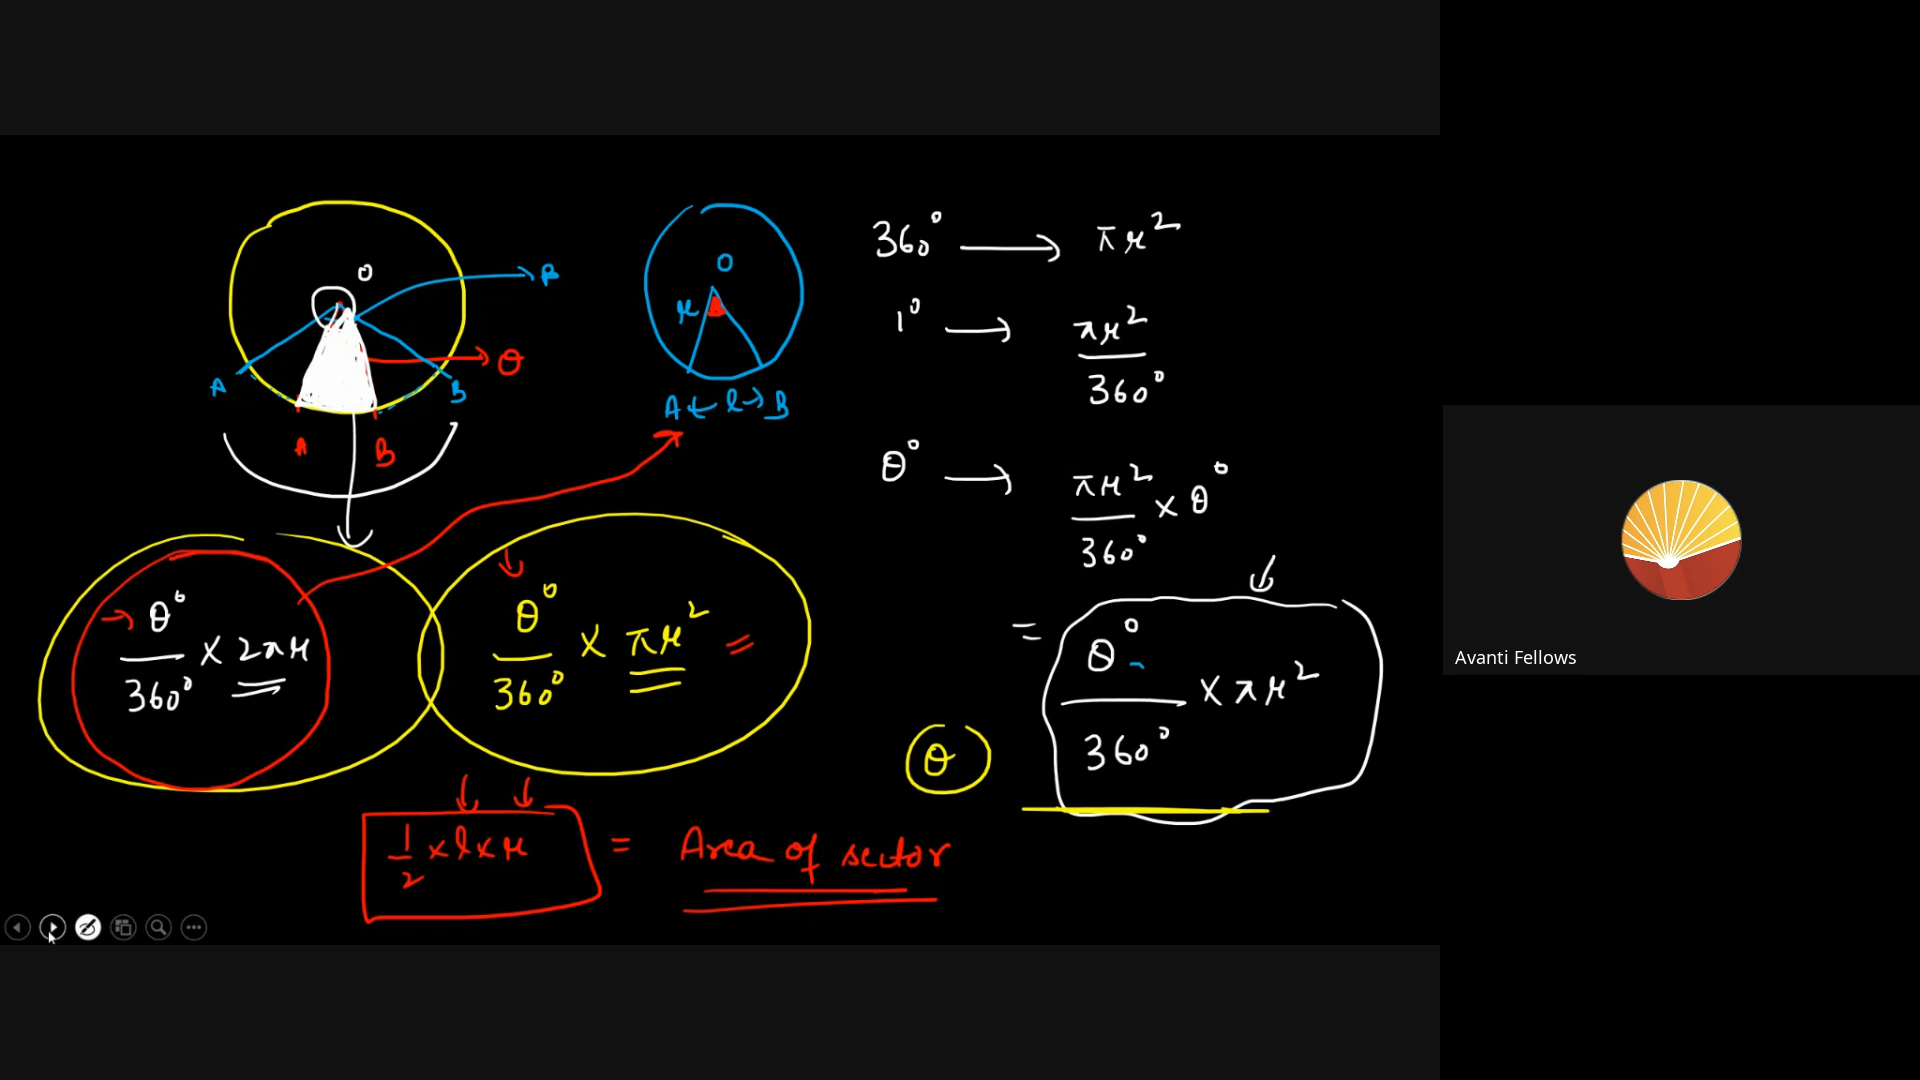 O
B
θ
A
B
A
B
O
r
A ← l → B
360° → πr²
1° → πr²/360°
θ° → πr²/360° × θ°
= θ°/360° × πr²
θ°/360° × 2πr
θ°/360° × πr² =
θ
1/2 × l × r = Area of sector
Avanti Fellows